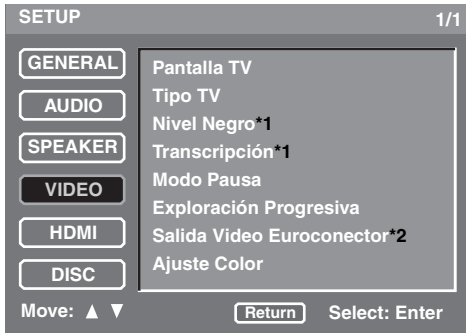 SETUP 1/1
GENERAL
AUDIO
SPEAKER
VIDEO
HDMI
DISC
Pantalla TV
Tipo TV
Nivel Negro*1
Transcripción*1
Modo Pausa
Exploración Progresiva
Salida Video Euroconector*2
Ajuste Color
Move: ▲ ▼ Return Select: Enter